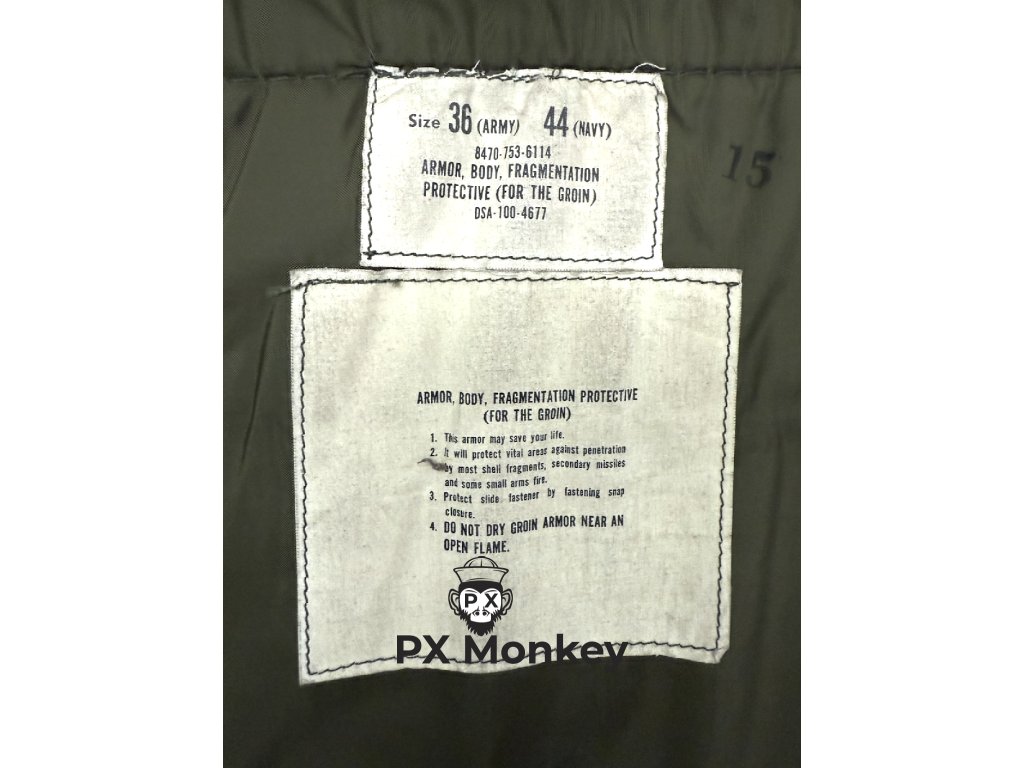 Size 36 (ARMY) 44 (NAVY)
8470-753-6114
ARMOR, BODY, FRAGMENTATION
PROTECTIVE (FOR THE GROIN)
DSA-100-4677
15
ARMOR, BODY, FRAGMENTATION PROTECTIVE
(FOR THE GROIN)
1. This armor may save your life.
2. It will protect vital areas against penetration
by most shell fragments, secondary missiles
and some small arms fire.
3. Protect slide fastener by fastening snap
closure.
4. DO NOT DRY GROIN ARMOR NEAR AN
OPEN FLAME.
PX
PX Monkey